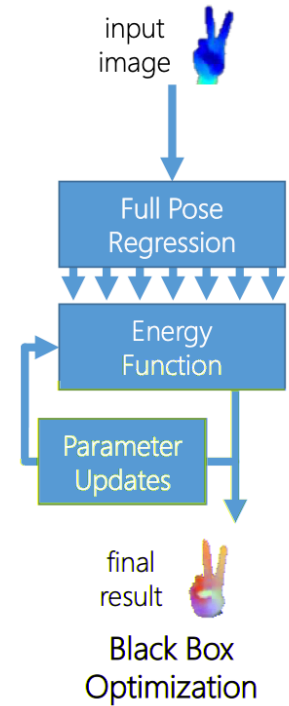 input
image
Full Pose
Regression
Energy
Function
Parameter
Updates
final
result
Black Box
Optimization